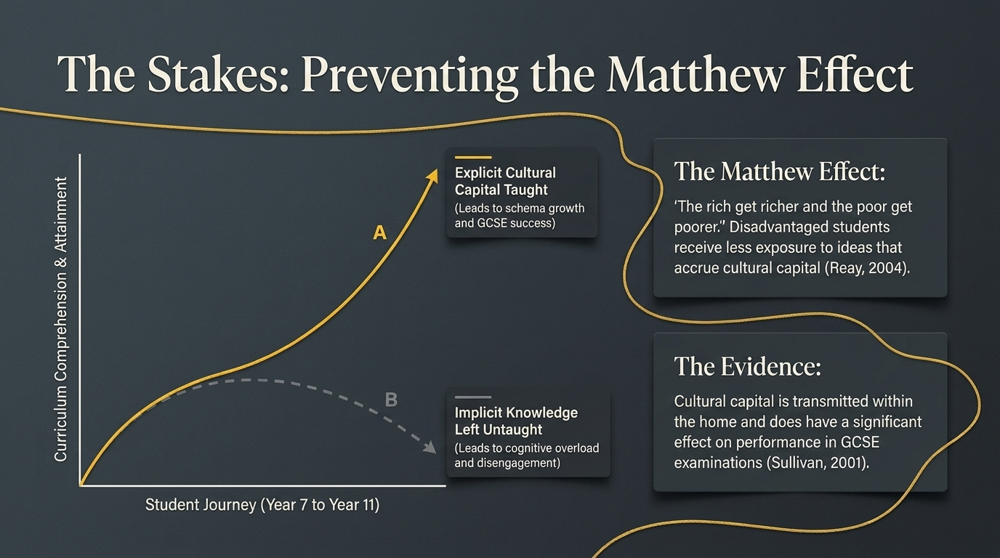 The Stakes: Preventing the Matthew Effect
Curriculum Comprehension & Attainment
A
B
Student Journey (Year 7 to Year 11)
Explicit Cultural
Capital Taught
(Leads to schema growth
and GCSE success)
Implicit Knowledge
Left Untaught
(Leads to cognitive overload
and disengagement)
The Matthew Effect:
‘The rich get richer and the poor get
poorer.” Disadvantaged students
receive less exposure to ideas that
accrue cultural capital (Reay, 2004).
The Evidence:
Cultural capital is transmitted within
the home and does have a significant
effect on performance in GCSE
examinations (Sullivan, 2001).